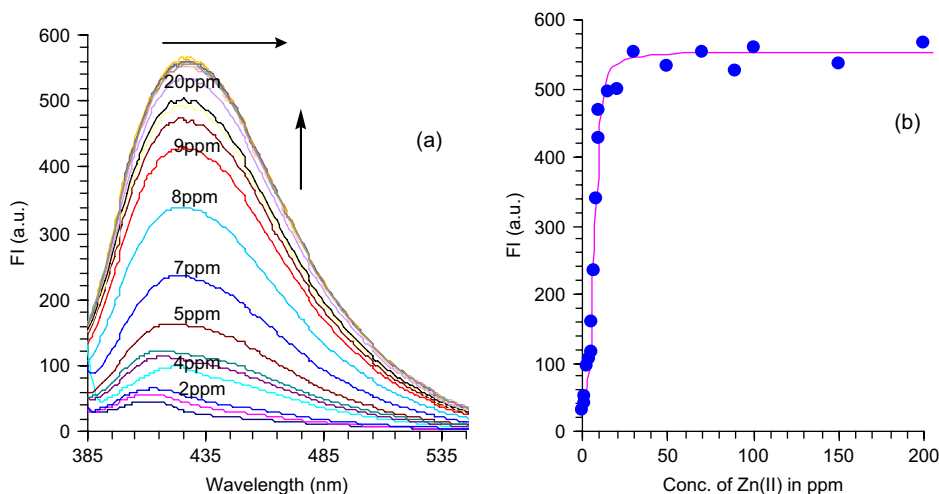 600
500
400
300
200
100
0
FI (a.u.)
20ppm
9ppm
8ppm
7ppm
5ppm
4ppm
2ppm
(a)
385 435 485 535
Wavelength (nm)
600
500
400
300
200
100
0
FI (a.u.)
(b)
0 50 100 150 200
Conc. of Zn(II) in ppm